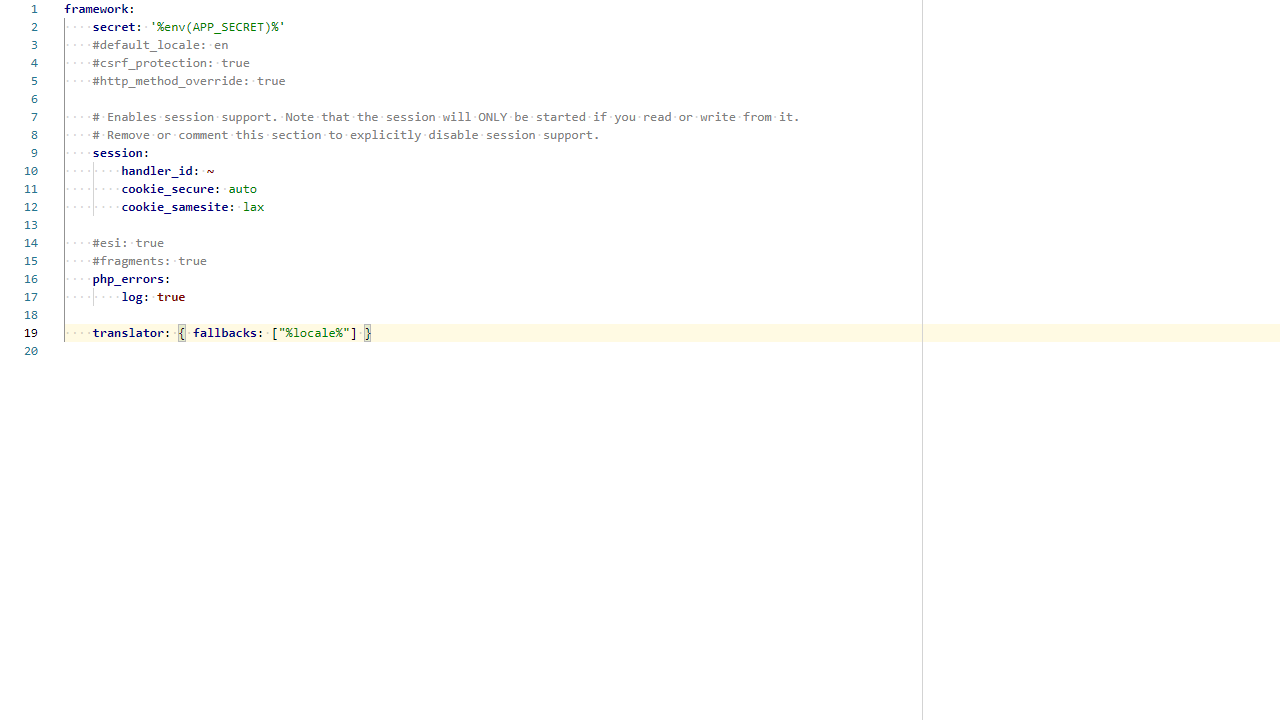 1 framework:
2     secret: '%env(APP_SECRET)%'
3     #default_locale: en
4     #csrf_protection: true
5     #http_method_override: true
6
7     # Enables session support. Note that the session will ONLY be started if you read or write from it.
8     # Remove or comment this section to explicitly disable session support.
9     session:
10         handler_id: ~
11         cookie_secure: auto
12         cookie_samesite: lax
13
14     #esi: true
15     #fragments: true
16     php_errors:
17         log: true
18
19     translator: { fallbacks: ["%locale%"] }
20